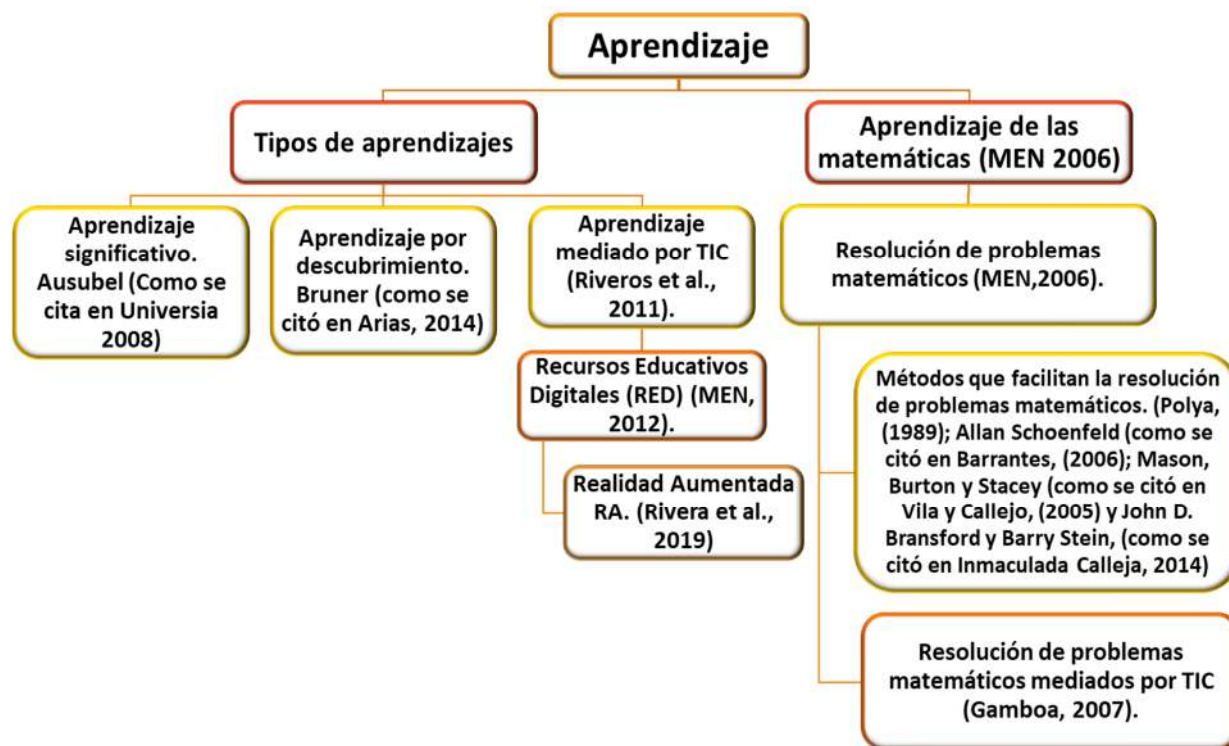 Aprendizaje
Tipos de aprendizajes
Aprendizaje de las
matemáticas (MEN 2006)
Aprendizaje
significativo.
Ausubel (Como se
cita en Universia
2008)
Aprendizaje por
descubrimiento.
Bruner (como se
citó en Arias, 2014)
Aprendizaje
mediado por TIC
(Riveros et al.,
2011).
Recursos Educativos
Digitales (RED) (MEN,
2012).
Realidad Aumentada
RA. (Rivera et al.,
2019)
Resolución de problemas
matemáticos (MEN,2006).
Métodos que facilitan la resolución
de problemas matemáticos. (Polya,
(1989); Allan Schoenfeld (como se
citó en Barrantes, (2006); Mason,
Burton y Stacey (como se citó en
Vila y Callejo, (2005) y John D.
Bransford y Barry Stein, (como se
citó en Inmaculada Calleja, 2014)
Resolución de problemas
matemáticos mediados por TIC
(Gamboa, 2007).